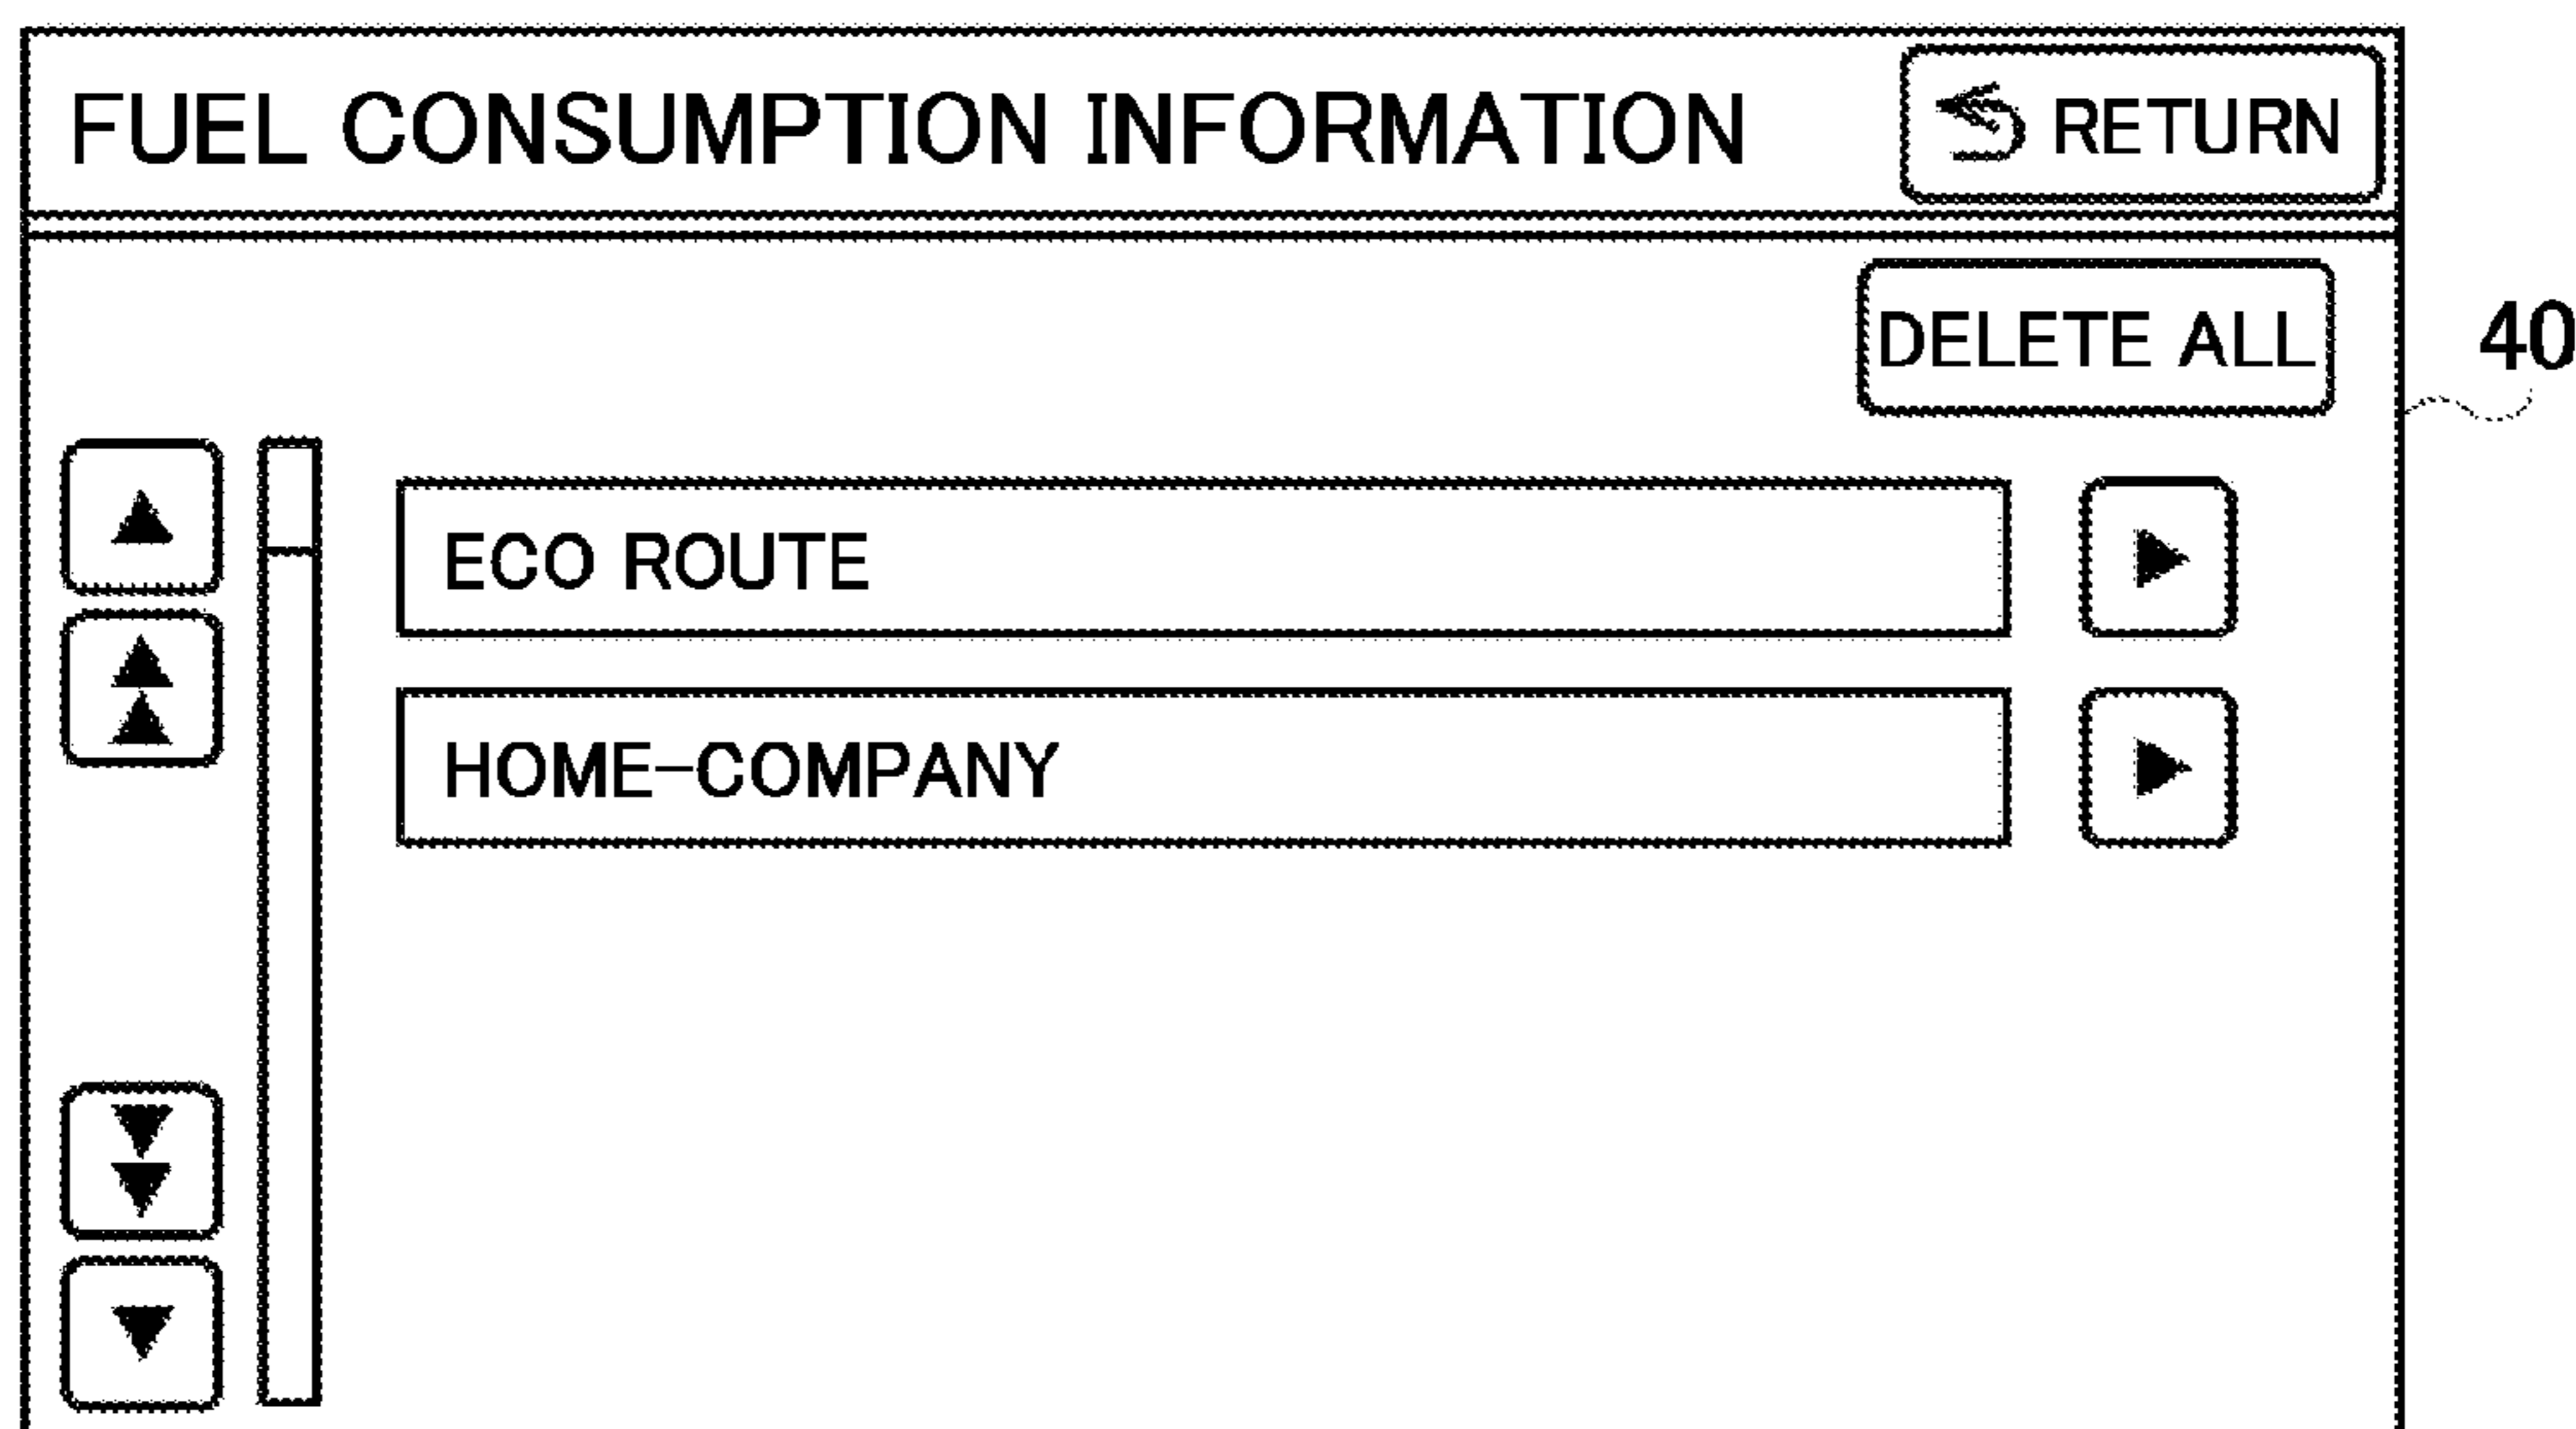 FUEL CONSUMPTION INFORMATION
RETURN
DELETE ALL
40
ECO ROUTE
HOME-COMPANY